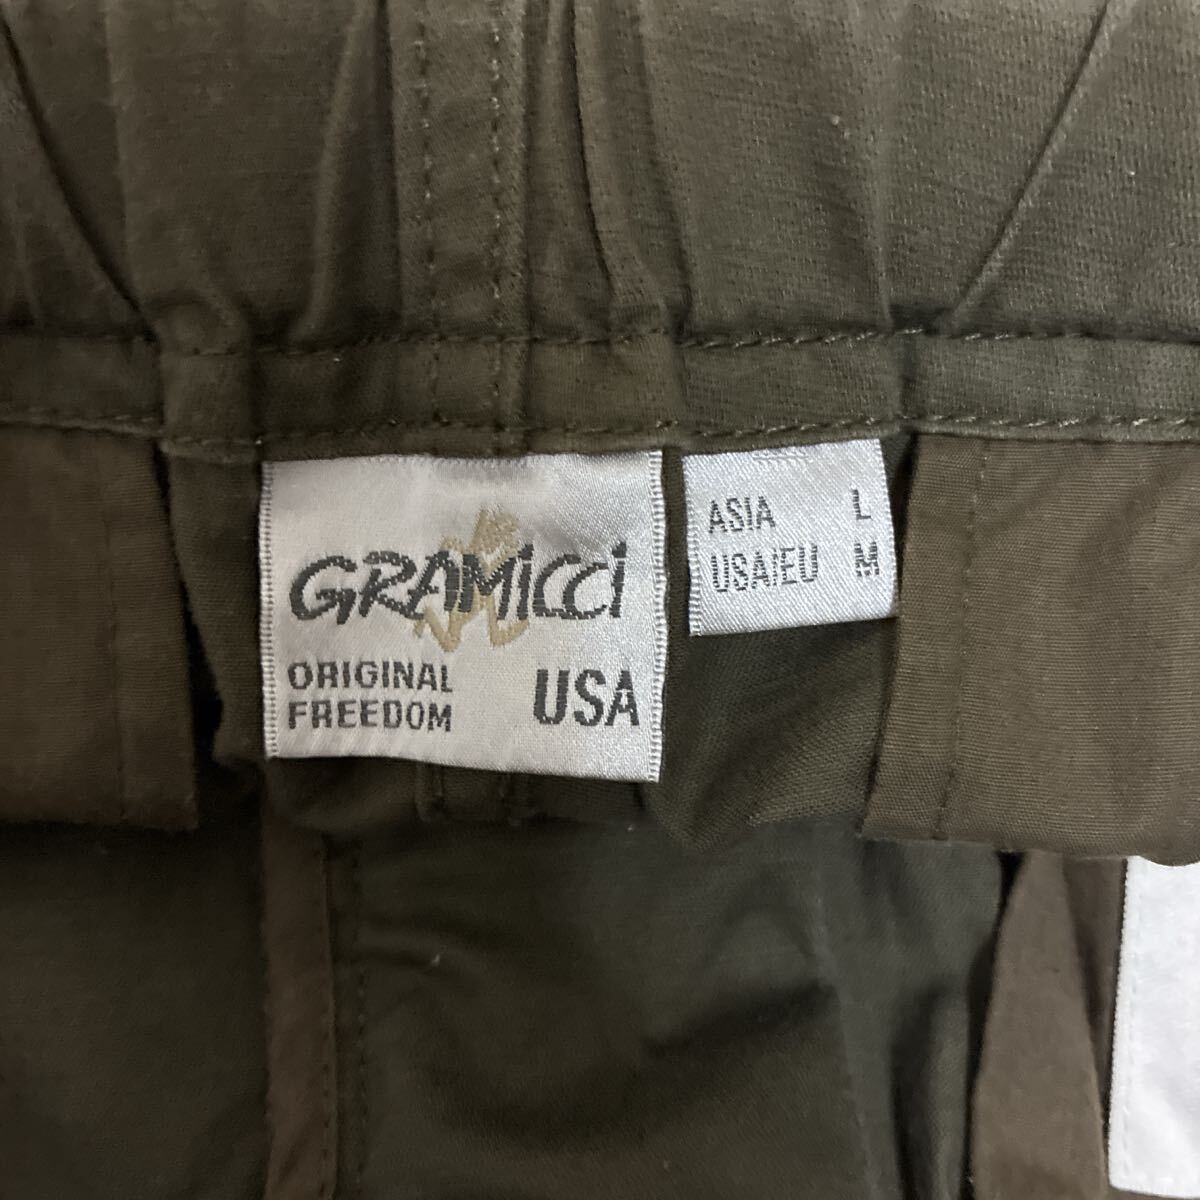 GRAMICCI
ORIGINAL
FREEDOM
USA
ASIA L
USA/EU M